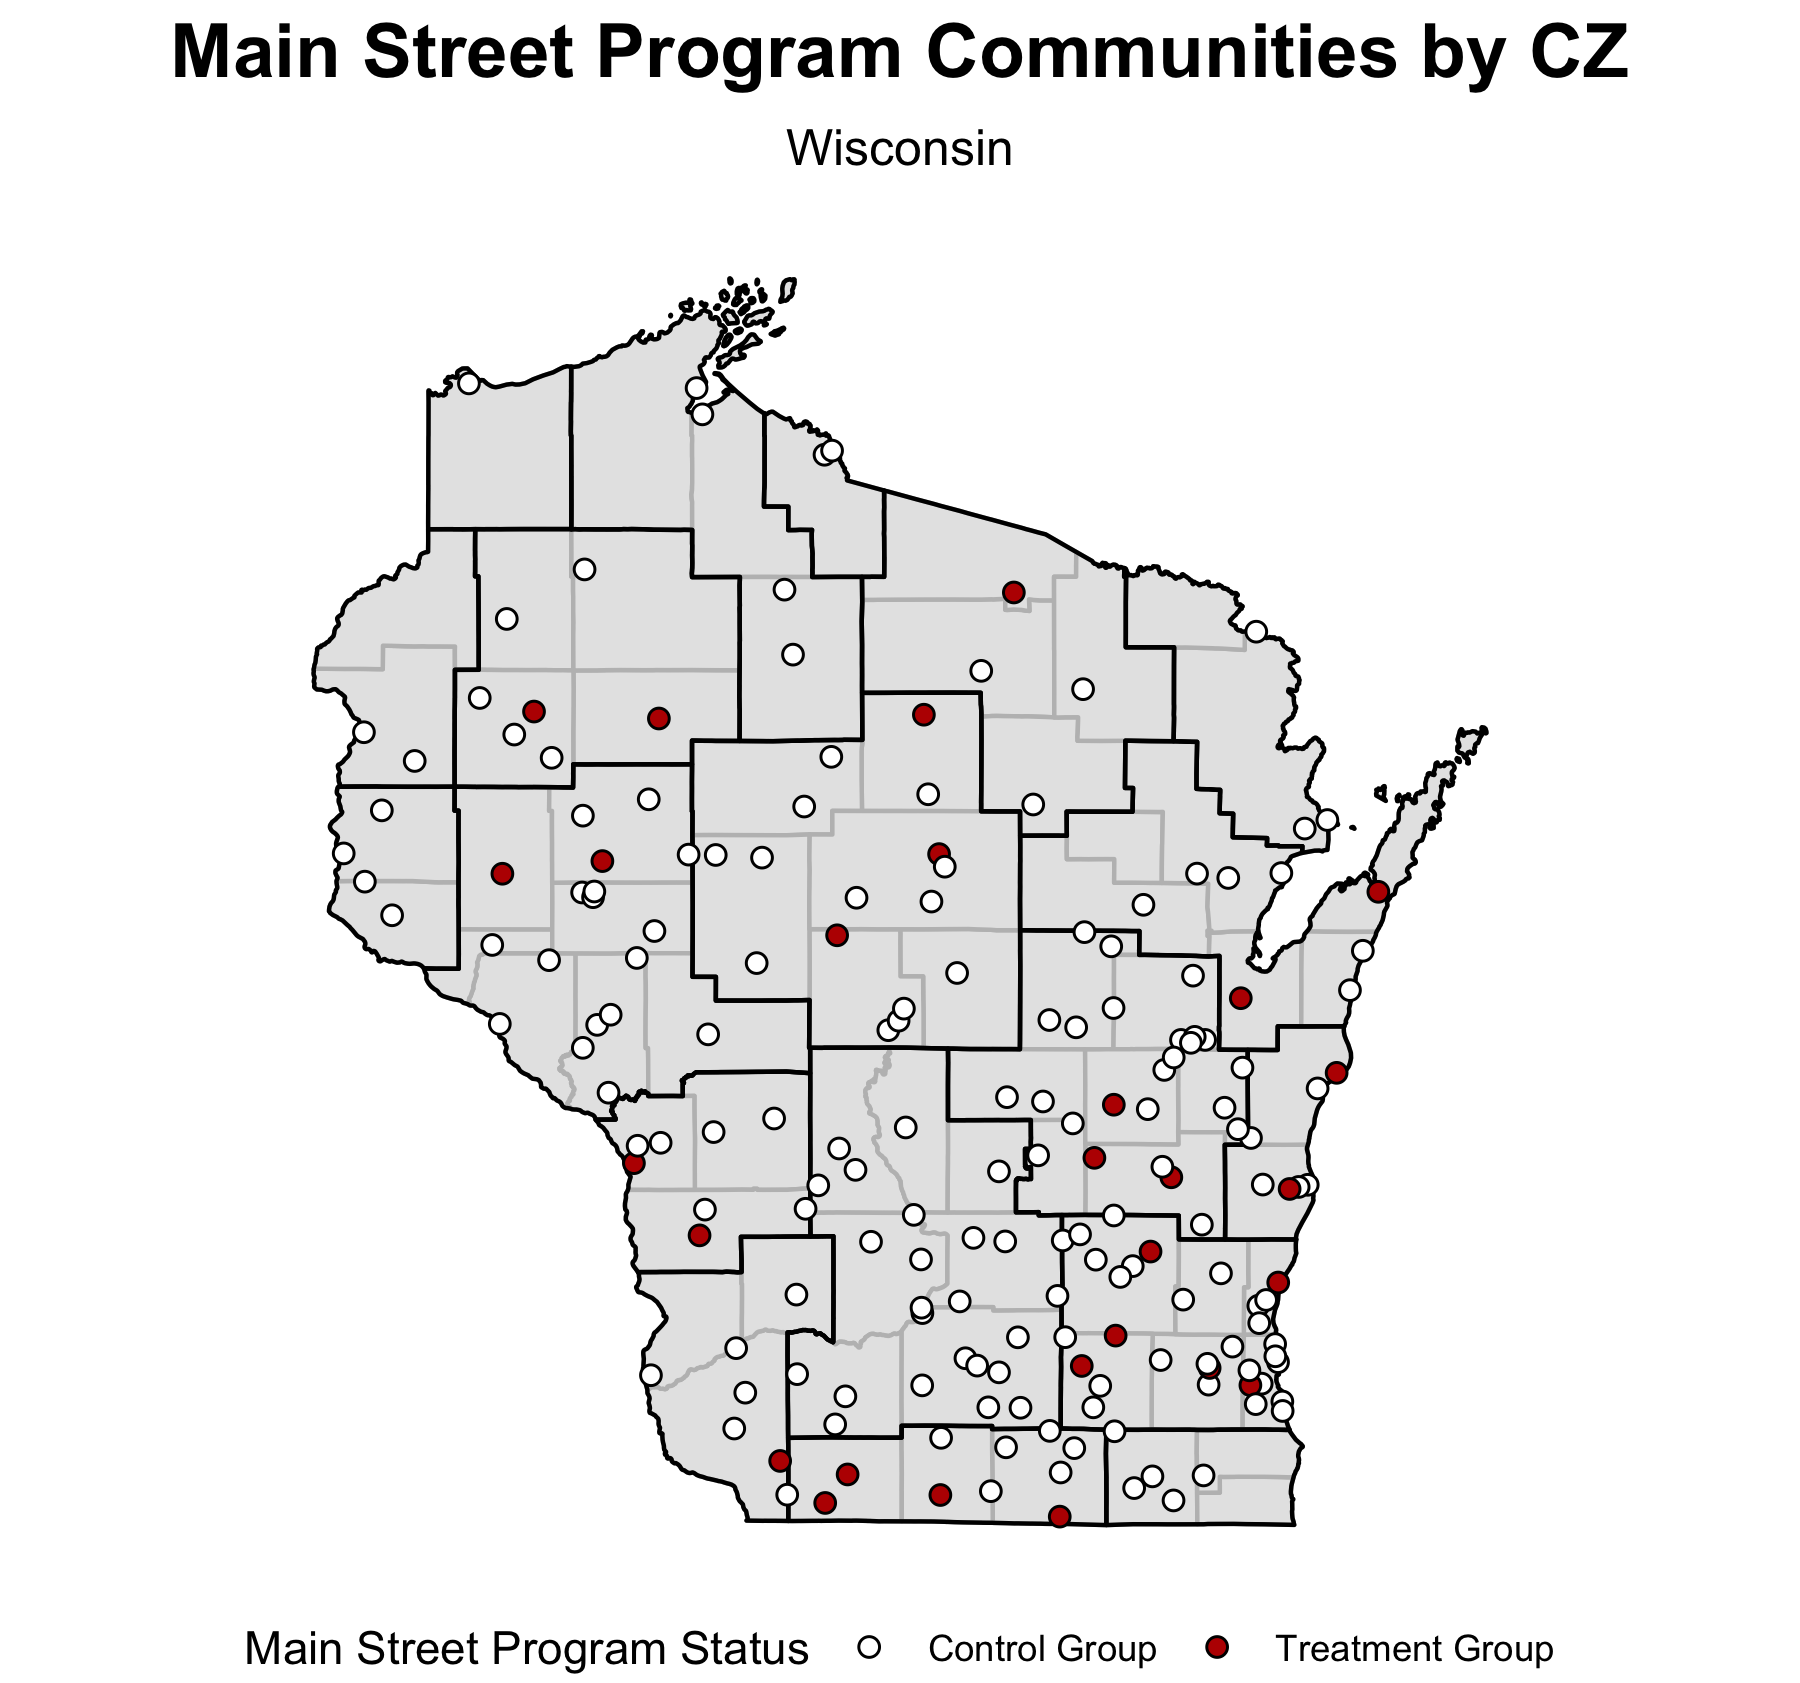 Main Street Program Communities by CZ
Wisconsin
Main Street Program Status Control Group Treatment Group